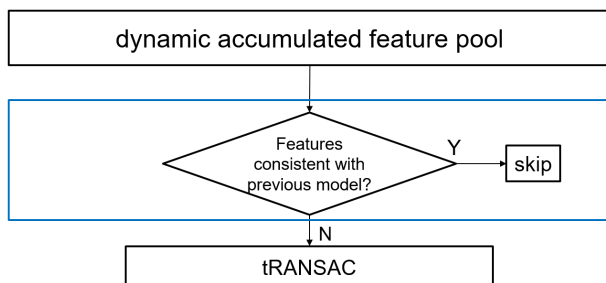 dynamic accumulated feature pool
Features
consistent with
previous model?
Y
skip
N
tRANSAC